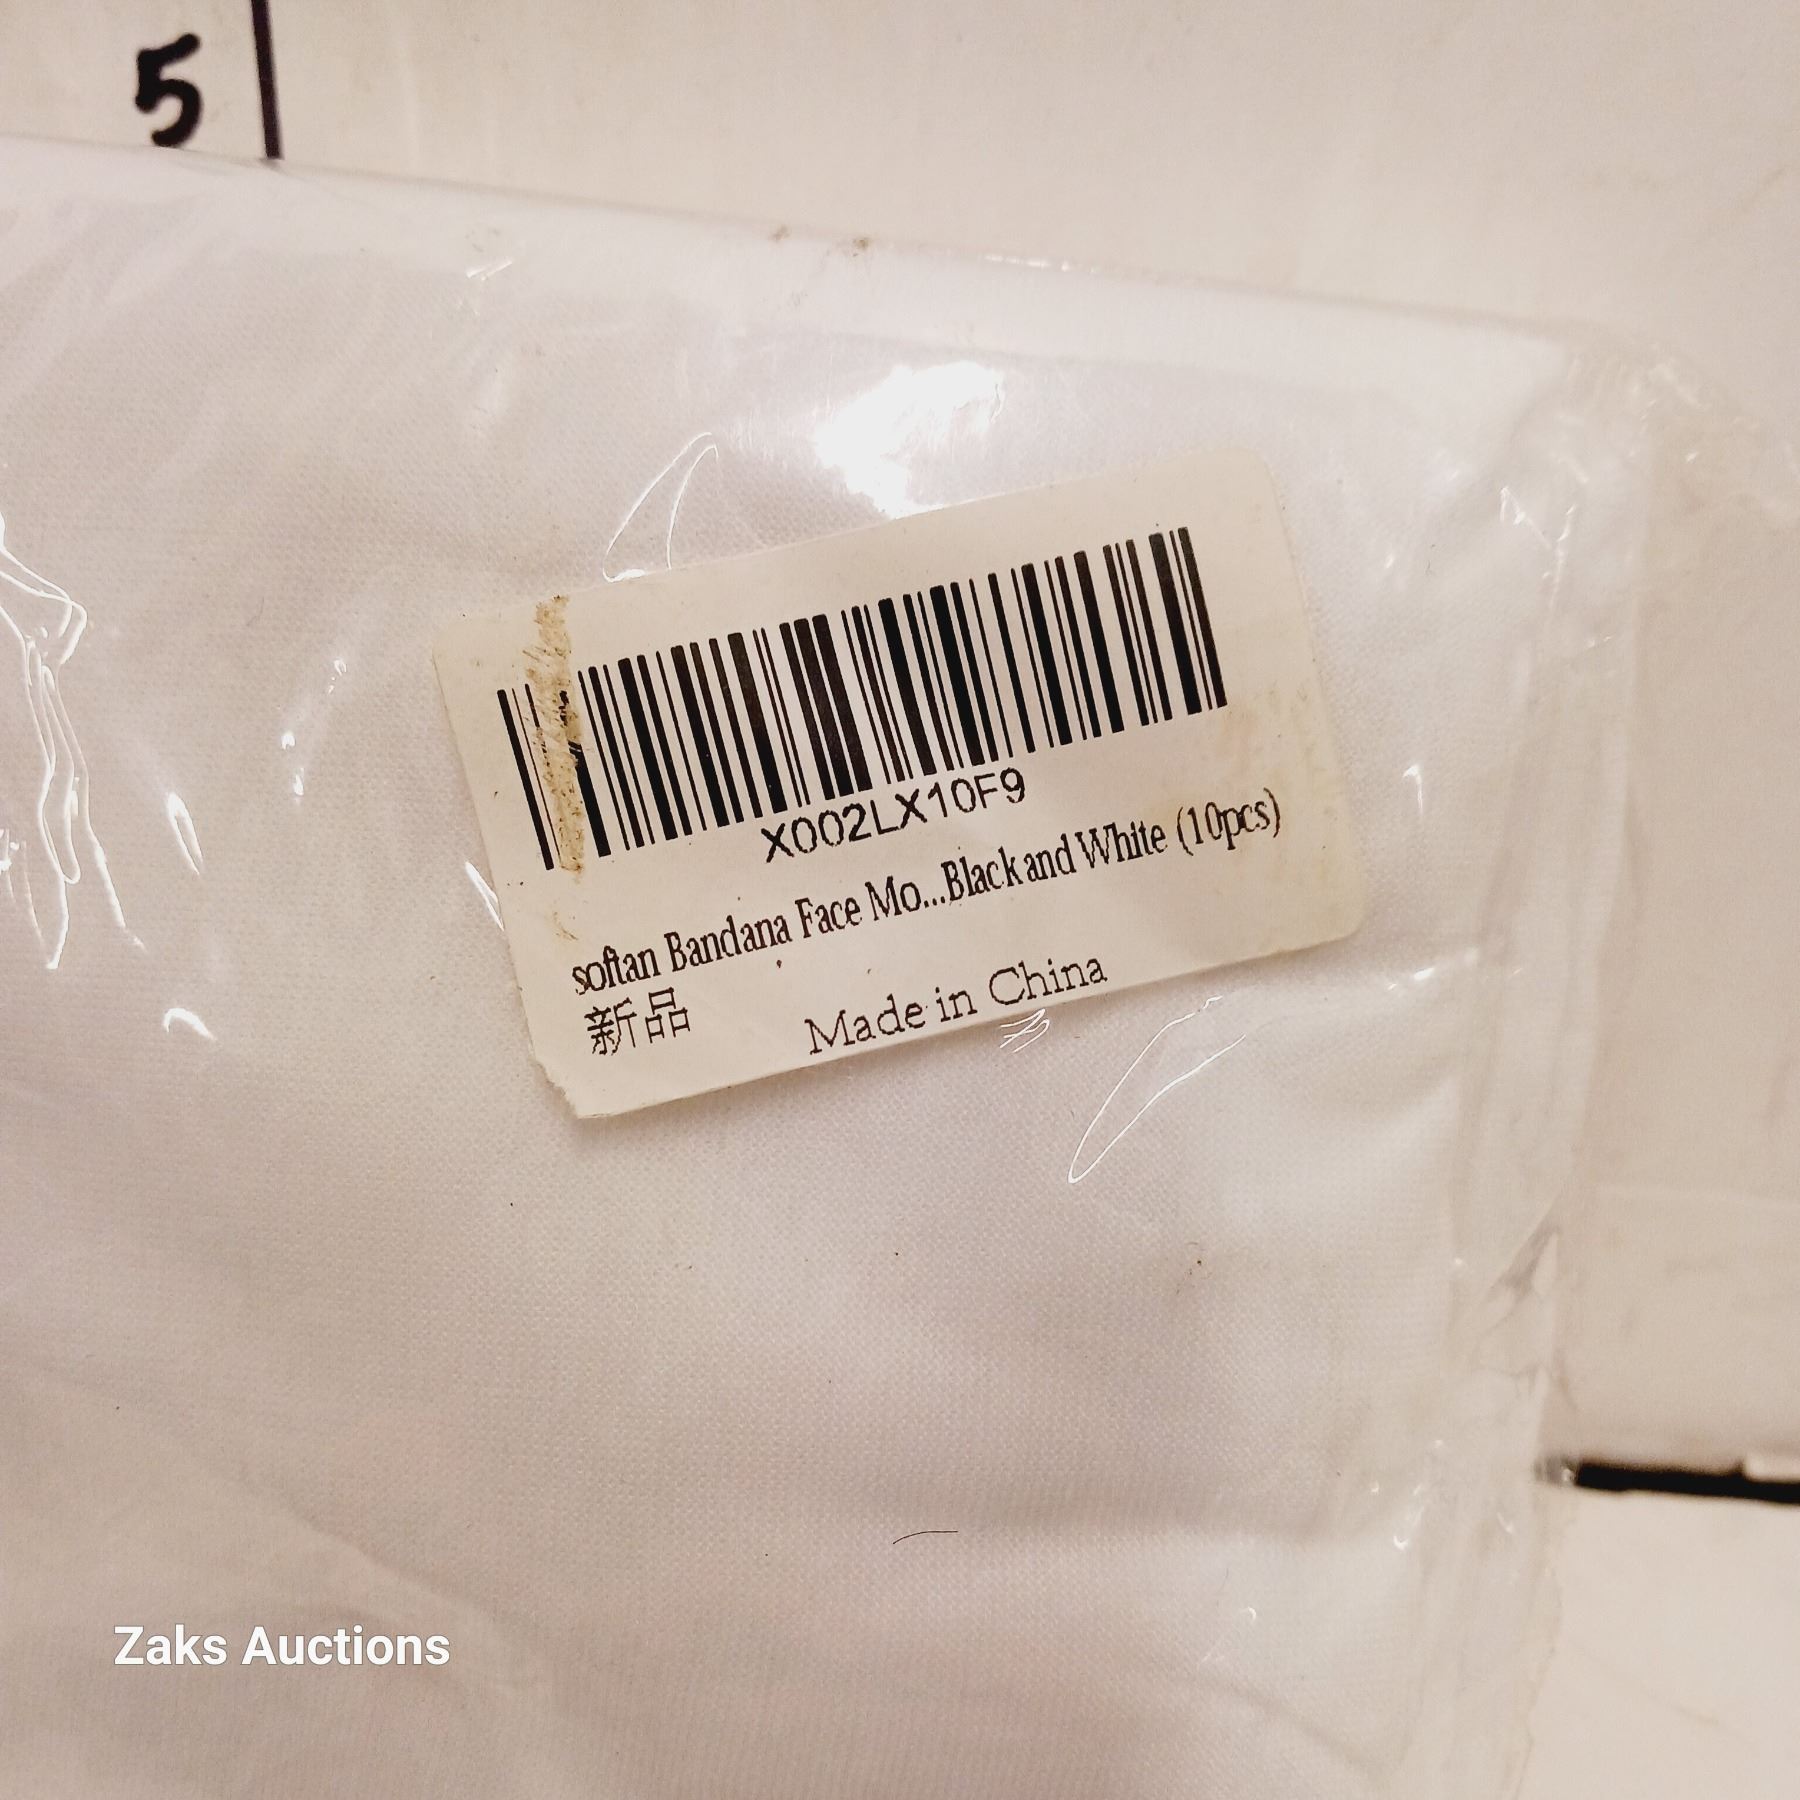 5
X002LX10F9
softan Bandana Face Mo...Black and White (10pcs)
新品
Made in China
Zaks Auctions